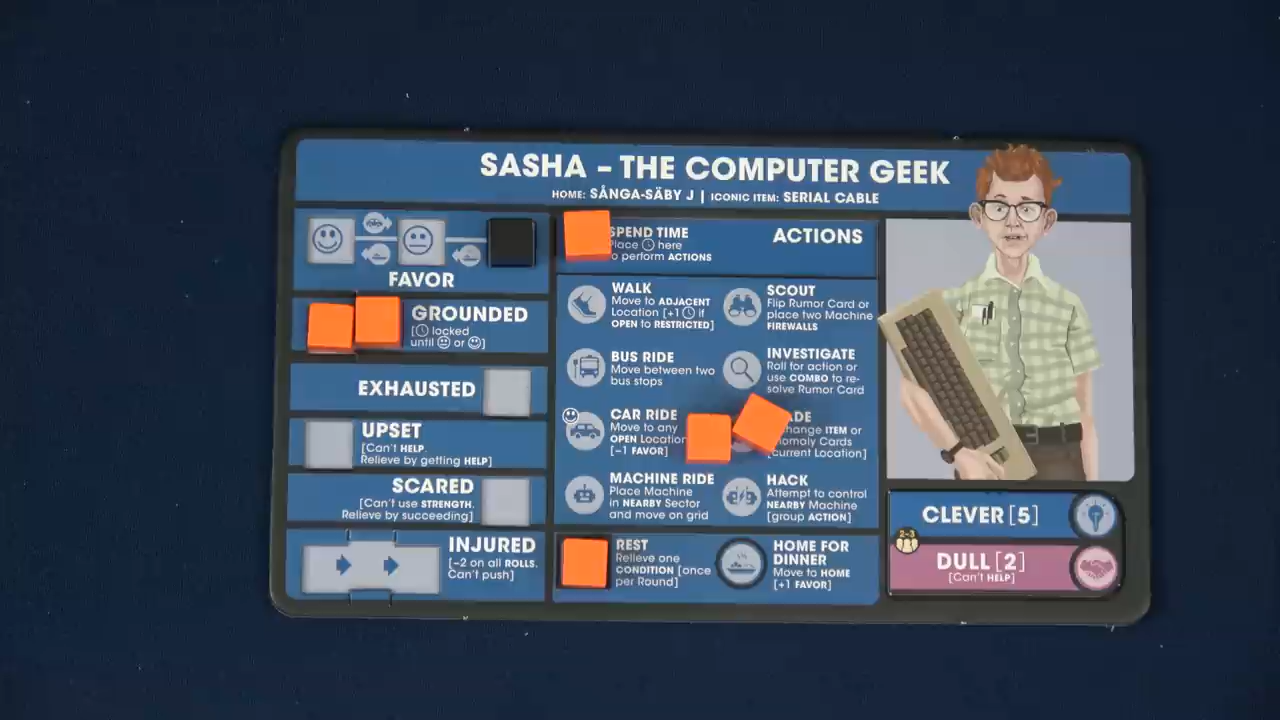 SASHA – THE COMPUTER GEEK
HOME: SÅNGA-SÄBY J | ICONIC ITEM: SERIAL CABLE
FAVOR
GROUNDED
[ locked
until or ]
EXHAUSTED
UPSET
[Can't HELP.
Relieve by getting HELP]
SCARED
[Can't use STRENGTH.
Relieve by succeeding]
INJURED
[-2 on all ROLLS.
Can't push]
SPEND TIME
Place here
to perform ACTIONS
ACTIONS
WALK
Move to ADJACENT
Location [+1 if
OPEN to RESTRICTED]
BUS RIDE
Move between two
bus stops
CAR RIDE
Move to any
OPEN Location
[-1 FAVOR]
MACHINE RIDE
Place Machine
in NEARBY Sector
and move on grid
REST
Relieve one
CONDITION [once
per Round]
SCOUT
Flip Rumor Card or
place two Machine
FIREWALLS
INVESTIGATE
Roll for action or
use COMBO to re-
solve Rumor Card
ITEM or
Cards
[current Location]
HACK
Attempt to control
NEARBY Machine
[group ACTION]
HOME FOR
DINNER
Move to HOME
[+1 FAVOR]
CLEVER [5]
2-3
DULL [2]
[Can't HELP]